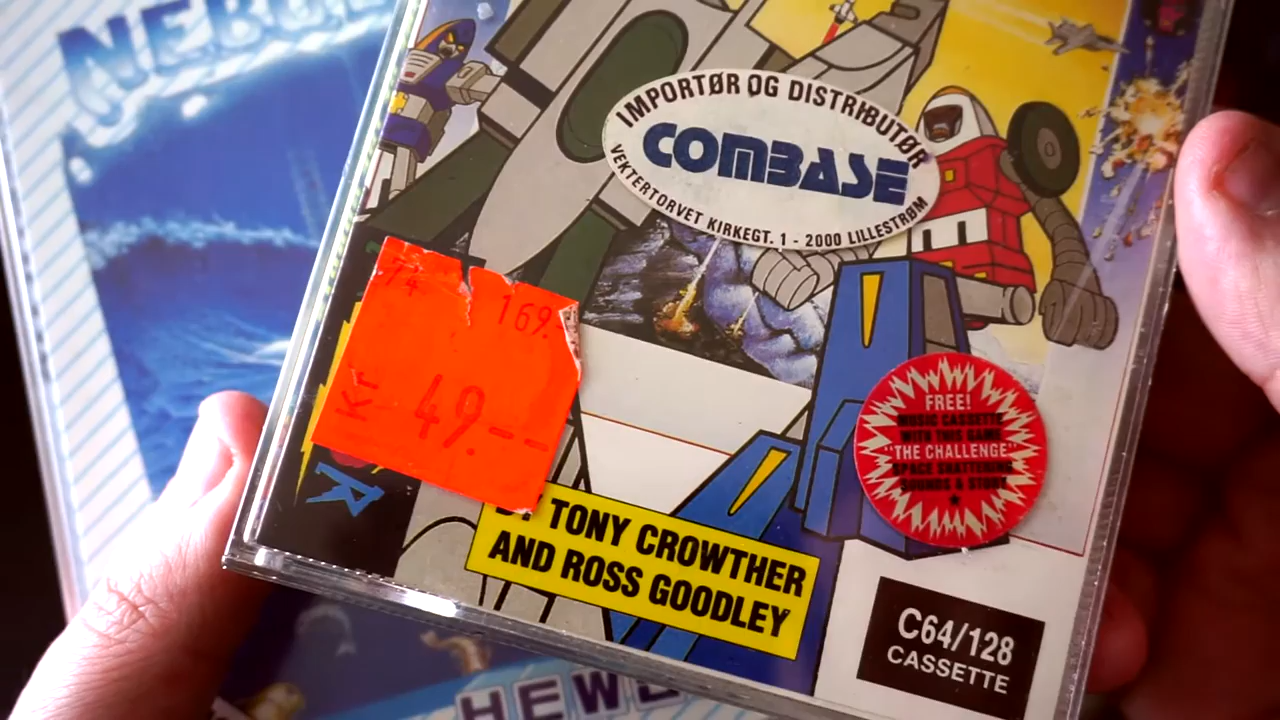 IMPORTØR OG DISTRIBUTØR
COMBASE
VEKTERTORVET KIRKEGT. 1 - 2000 LILLESTRØM
169.-
Kr 49.--
FREE!
MUSIC CASSETTE
WITH THIS GAME
"THE CHALLENGE"
SPACE SHATTERING
SOUNDS & STORY
TONY CROWTHER
AND ROSS GOODLEY
C64/128
CASSETTE